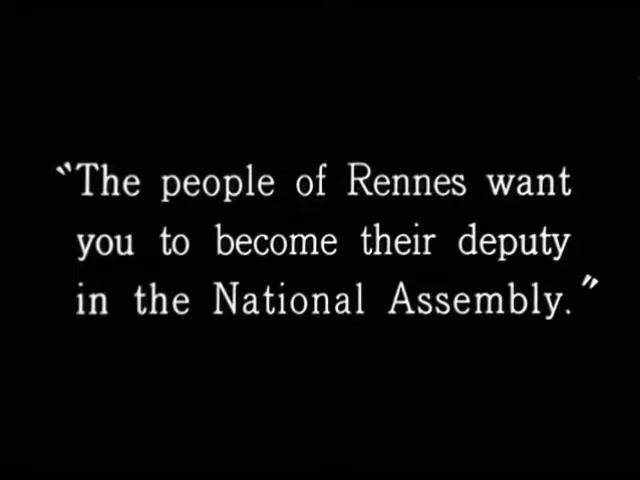 "The people of Rennes want
you to become their deputy
in the National Assembly."